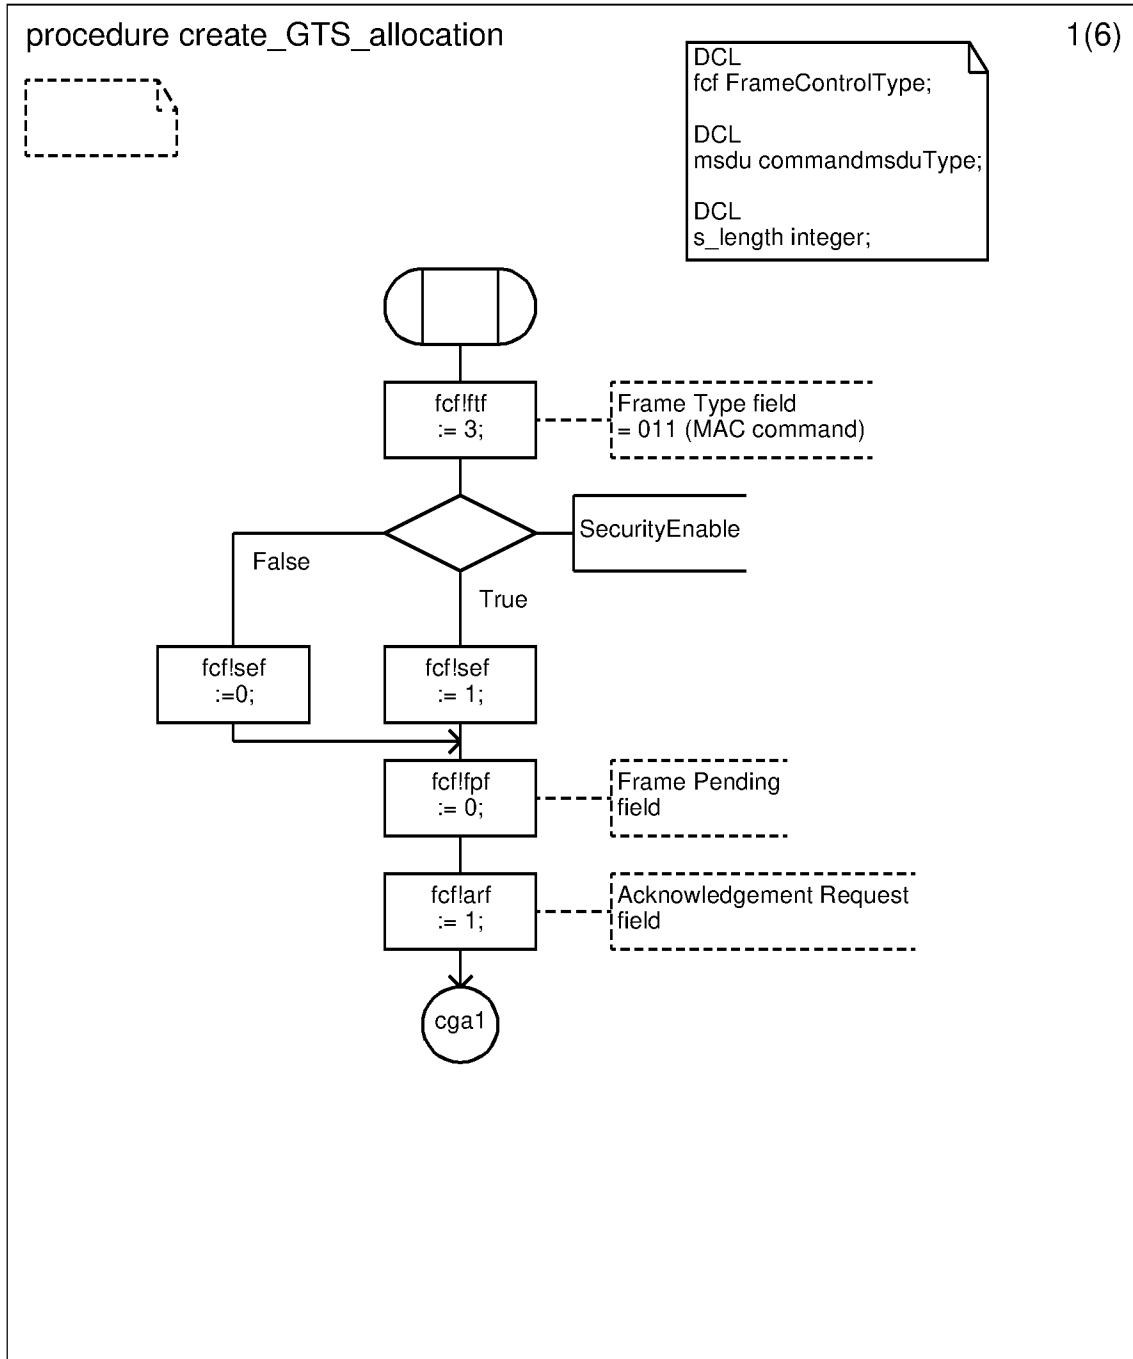 procedure create_GTS_allocation
1(6)
DCL
fcf FrameControlType;
DCL
msdu commandmsduType;
DCL
s_length integer;
fcf!ftf
:= 3;
Frame Type field
= 011 (MAC command)
SecurityEnable
False
True
fcf!sef
:=0;
fcf!sef
:= 1;
fcf!fpf
:= 0;
Frame Pending
field
fcf!arf
:= 1;
Acknowledgement Request
field
cga1